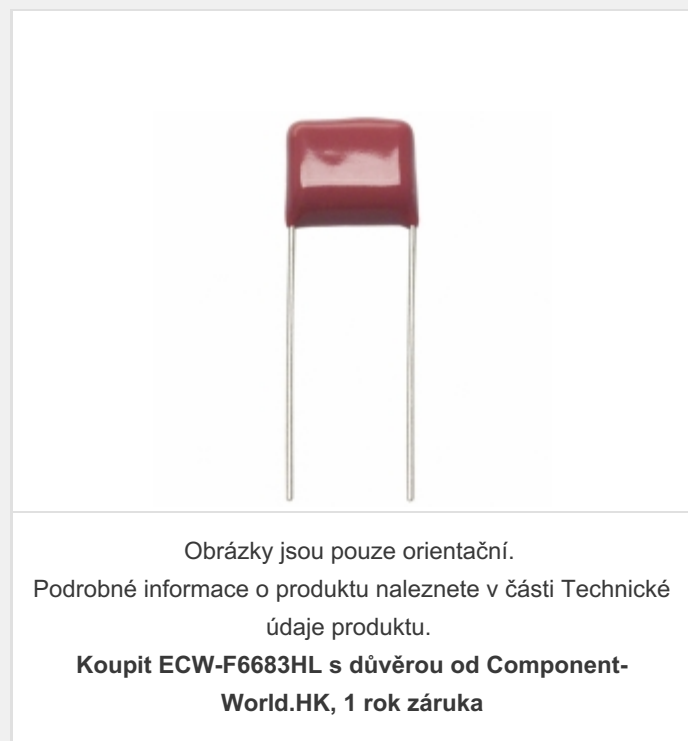 Obrázky jsou pouze orientační.
Podrobné informace o produktu naleznete v části Technické
údaje produktu.
Koupit ECW-F6683HL s důvěrou od Component-
World.HK, 1 rok záruka